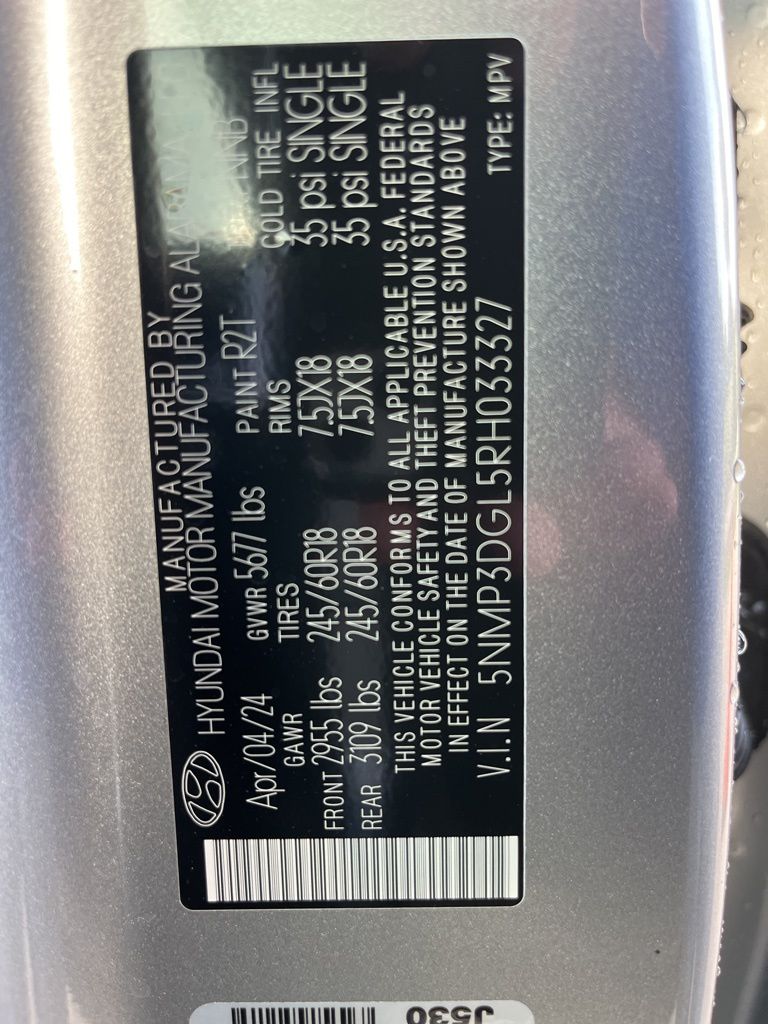 MANUFACTURED BY
HYUNDAI MOTOR MANUFACTURING ALABAMA
Apr/04/24 GVWR 5677 lbs PAINT R2T NNB
GAWR TIRES RIMS COLD TIRE INFL
FRONT 2955 lbs 245/60R18 7.5JX18 35 psi SINGLE
REAR 3109 lbs 245/60R18 7.5JX18 35 psi SINGLE
THIS VEHICLE CONFORMS TO ALL APPLICABLE U.S.A. FEDERAL
MOTOR VEHICLE SAFETY AND THEFT PREVENTION STANDARDS
IN EFFECT ON THE DATE OF MANUFACTURE SHOWN ABOVE
V.I.N 5NMP3DGL5RH033327 TYPE: MPV
J530